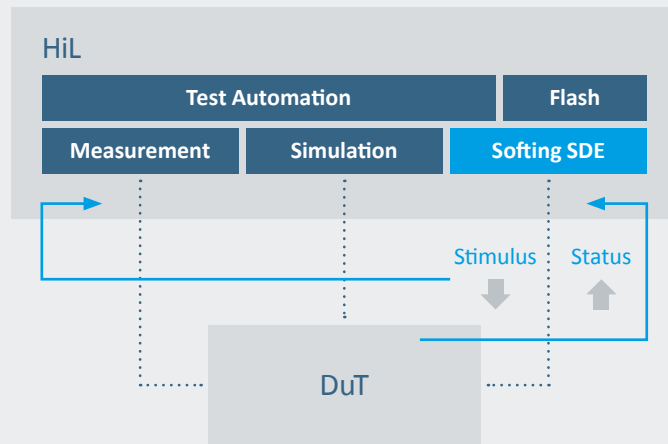 HiL
Test Automation Flash
Measurement Simulation Softing SDE
Stimulus Status
DuT